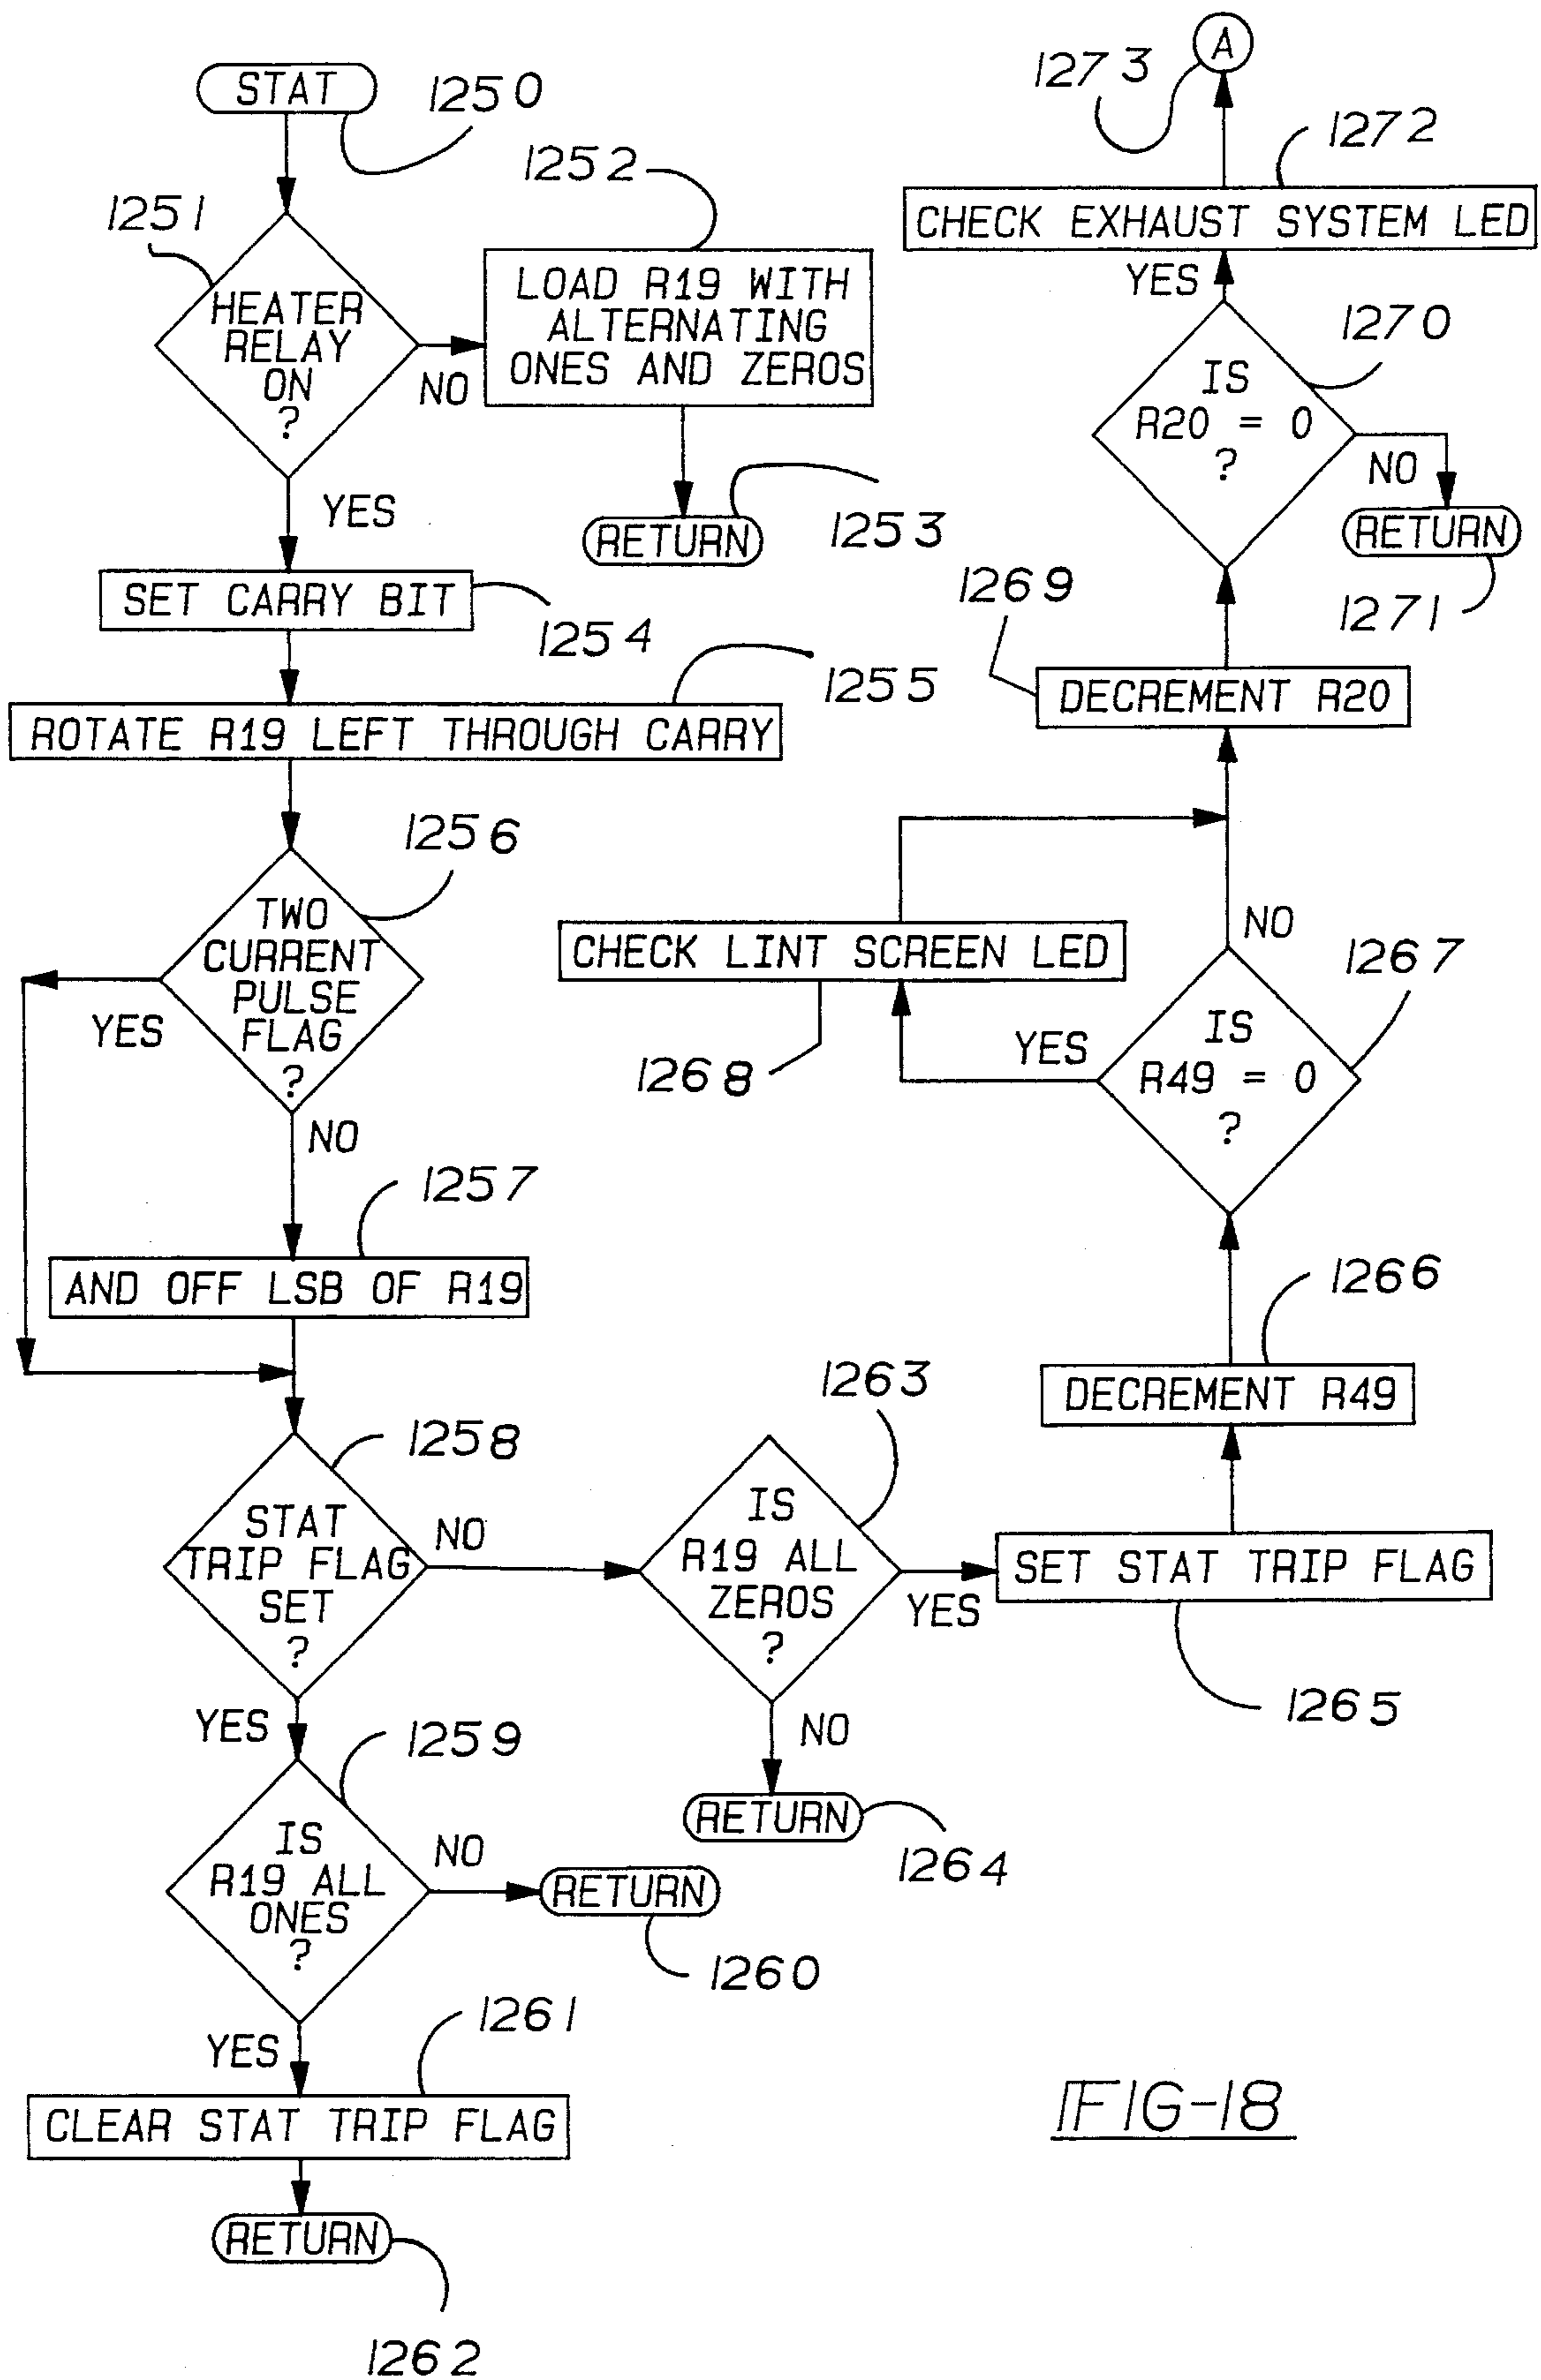 STAT
1250
1251
HEATER
RELAY
ON
?
NO
YES
1252
LOAD R19 WITH
ALTERNATING
ONES AND ZEROS
RETURN
1253
SET CARRY BIT
1254
1255
ROTATE R19 LEFT THROUGH CARRY
1256
TWO
CURRENT
PULSE
FLAG
?
YES
NO
1257
AND OFF LSB OF R19
1258
STAT
TRIP FLAG
SET
?
NO
YES
1259
IS
R19 ALL
ONES
?
NO
RETURN
1260
YES
1261
CLEAR STAT TRIP FLAG
RETURN
1262
1263
IS
R19 ALL
ZEROS
?
YES
NO
RETURN
1264
SET STAT TRIP FLAG
1265
1266
DECREMENT R49
1267
IS
R49 = 0
?
YES
NO
CHECK LINT SCREEN LED
1268
1269
DECREMENT R20
1270
IS
R20 = 0
?
NO
RETURN
1271
YES
CHECK EXHAUST SYSTEM LED
1272
1273
A
FIG-18